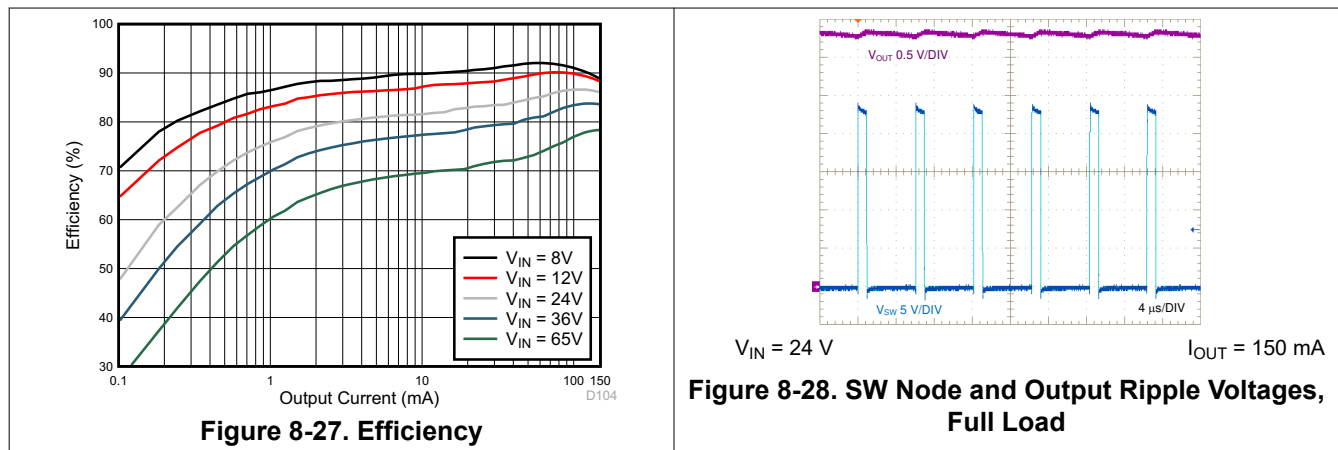 100
90
80
70
60
50
40
30
Efficiency (%)
V_IN = 8V
V_IN = 12V
V_IN = 24V
V_IN = 36V
V_IN = 65V
0.1
1
10
100 150
Output Current (mA)
D104
Figure 8-27. Efficiency
V_OUT 0.5 V/DIV
V_SW 5 V/DIV
4 µs/DIV
V_IN = 24 V
I_OUT = 150 mA
Figure 8-28. SW Node and Output Ripple Voltages,
Full Load